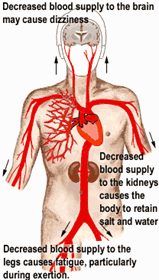 Decreased blood supply to the brain
may cause dizziness
Decreased
blood supply
to the kidneys
causes the
body to retain
salt and water
Decreased blood supply to the
legs causes fatigue, particularly
during exertion.